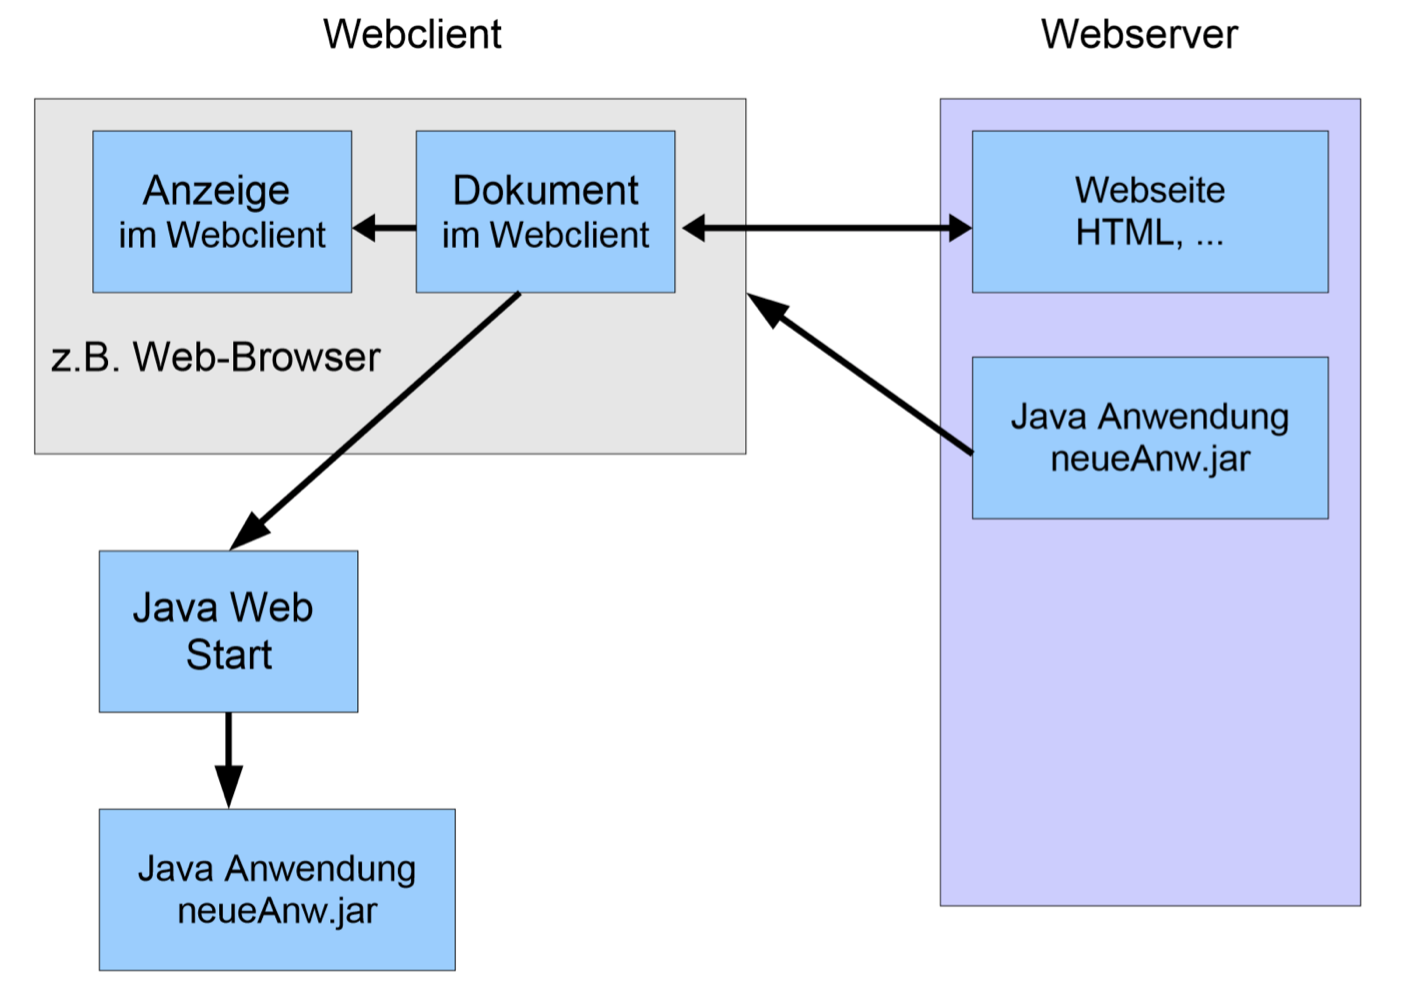 Webclient
Webserver
Anzeige
im Webclient
Dokument
im Webclient
Webseite
HTML, ...
z.B. Web-Browser
Java Anwendung
neueAnw.jar
Java Web
Start
Java Anwendung
neueAnw.jar